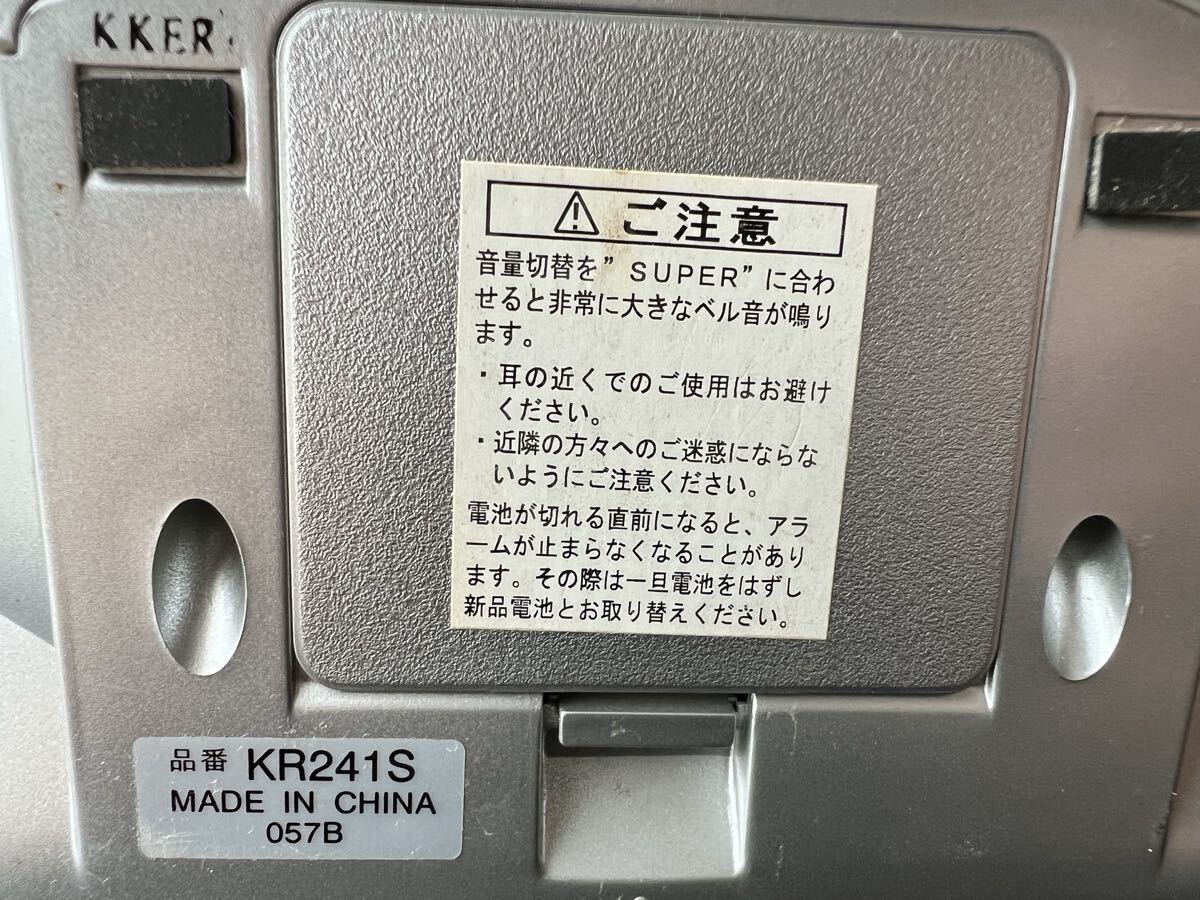 KKER
ご注意
音量切替を”SUPER”に合わ
せると非常に大きなベル音が鳴り
ます。
・耳の近くでのご使用はお避け
ください。
・近隣の方々へのご迷惑にならな
いようにご注意ください。
電池が切れる直前になると、アラ
ームが止まらなくなることがあり
ます。その際は一旦電池をはずし
新品電池とお取り替えください。
品番 KR241S
MADE IN CHINA
057B